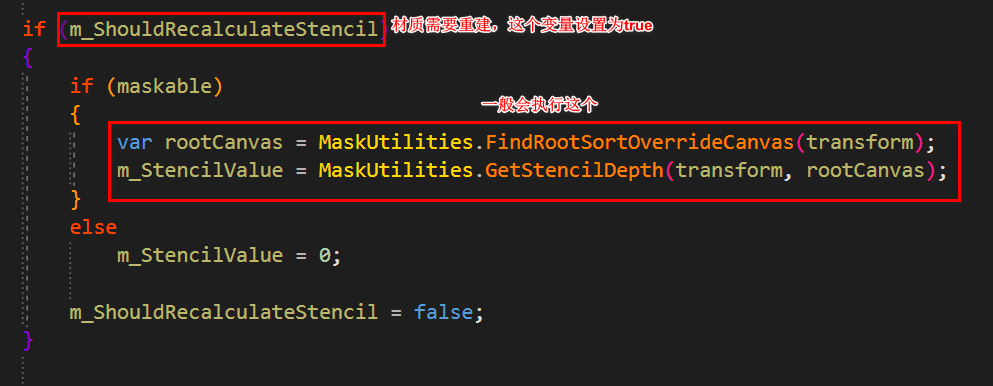 if (m_ShouldRecalculateStencil) 材质需要重建，这个变量设置为true
{
if (maskable)
一般会执行这个
{
var rootCanvas = MaskUtilities.FindRootSortOverrideCanvas(transform);
m_StencilValue = MaskUtilities.GetStencilDepth(transform, rootCanvas);
}
else
m_StencilValue = 0;
m_ShouldRecalculateStencil = false;
}